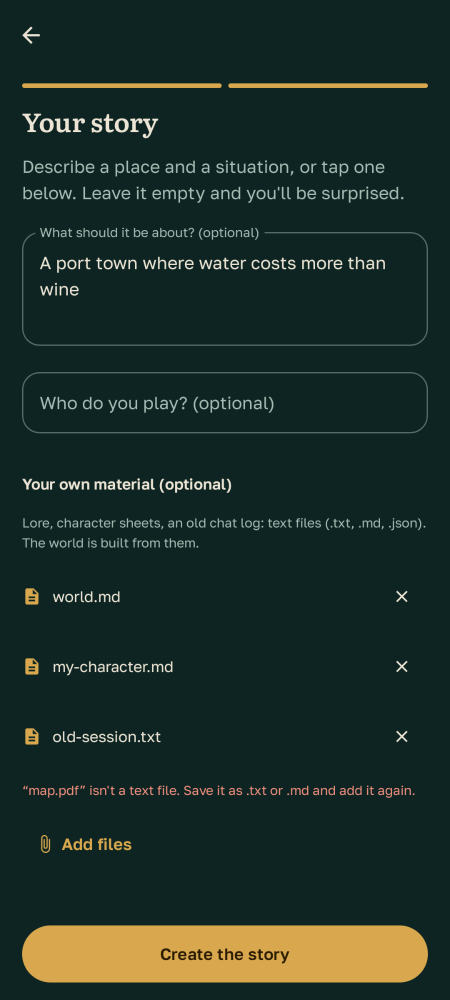 Your story
Describe a place and a situation, or tap one
below. Leave it empty and you'll be surprised.
What should it be about? (optional)
A port town where water costs more than
wine
Who do you play? (optional)
Your own material (optional)
Lore, character sheets, an old chat log: text files (.txt, .md, .json).
The world is built from them.
world.md
my-character.md
old-session.txt
“map.pdf” isn't a text file. Save it as .txt or .md and add it again.
Add files
Create the story